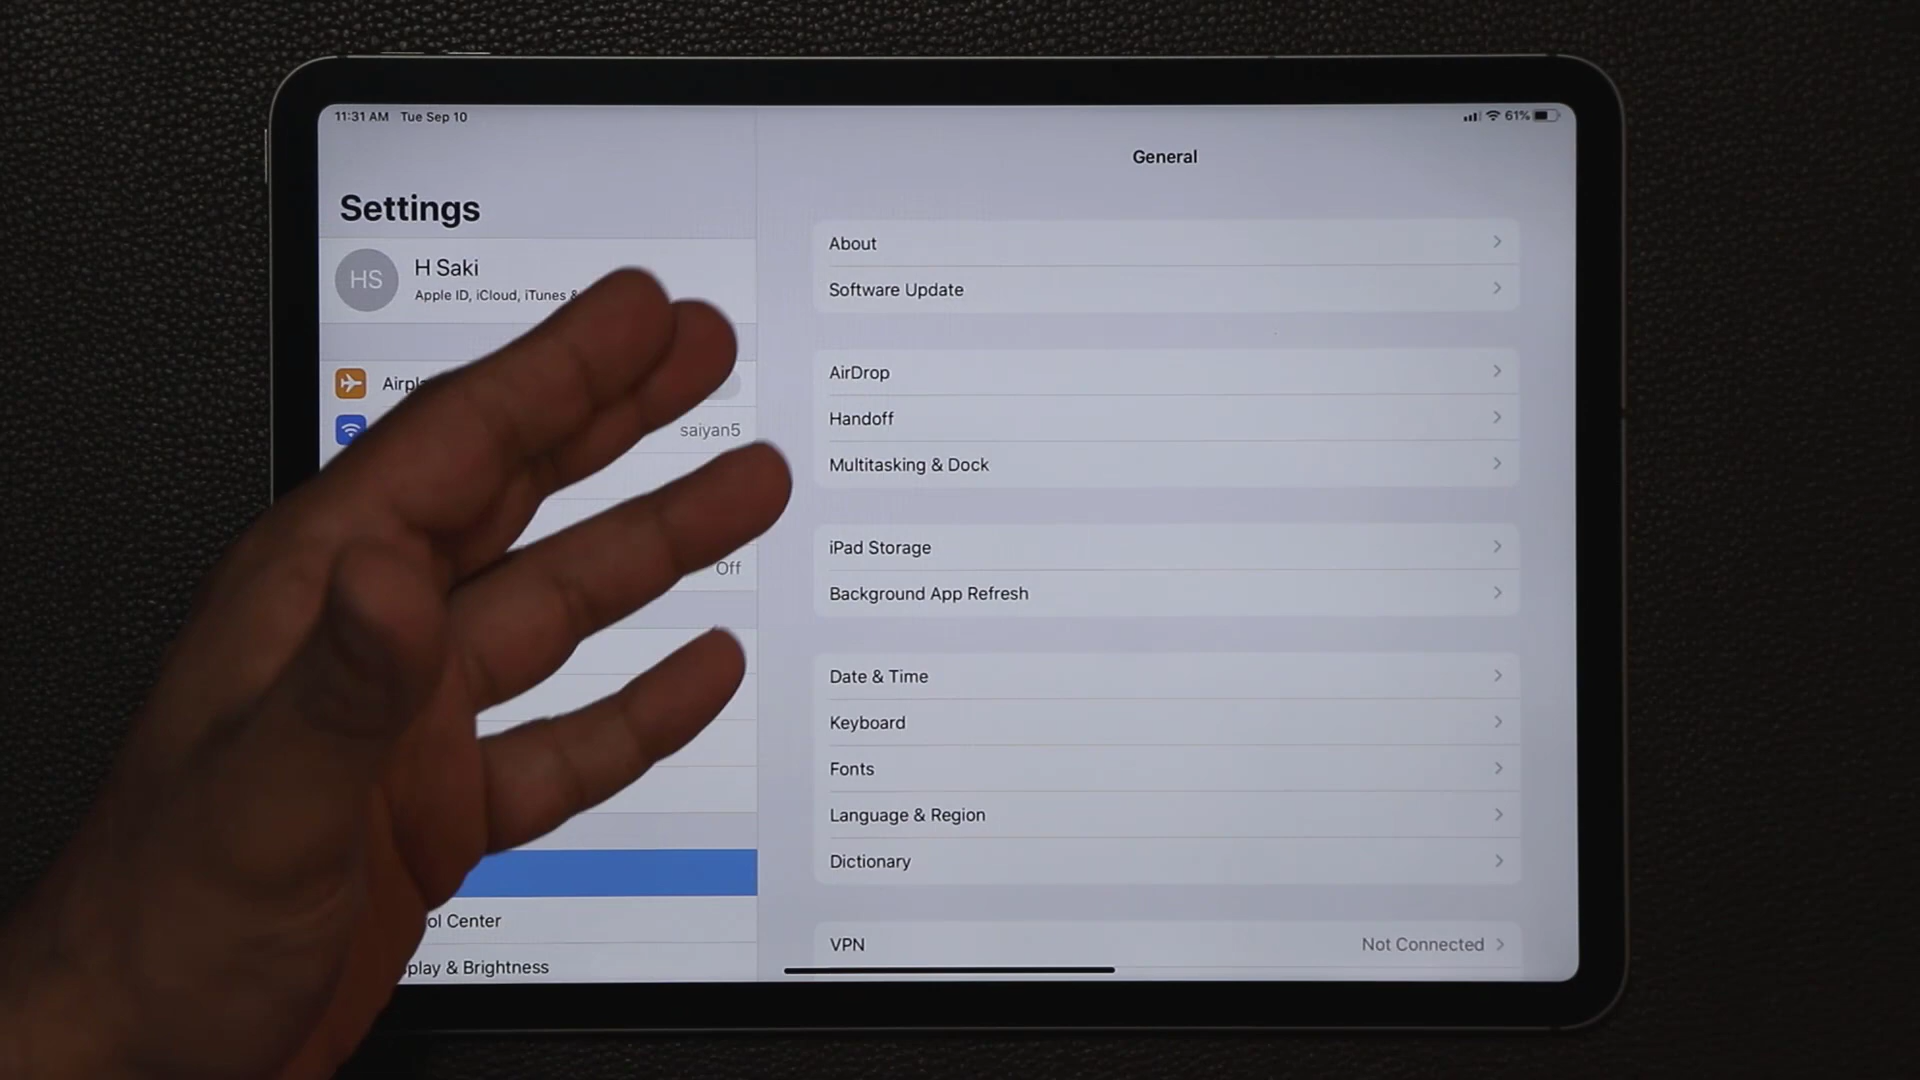 11:31 AM Tue Sep 10
61%
Settings
HS
H Saki
Apple ID, iCloud, iTunes &
saiyan5
Off
ol Center
play & Brightness
General
About
Software Update
AirDrop
Handoff
Multitasking & Dock
iPad Storage
Background App Refresh
Date & Time
Keyboard
Fonts
Language & Region
Dictionary
VPN
Not Connected